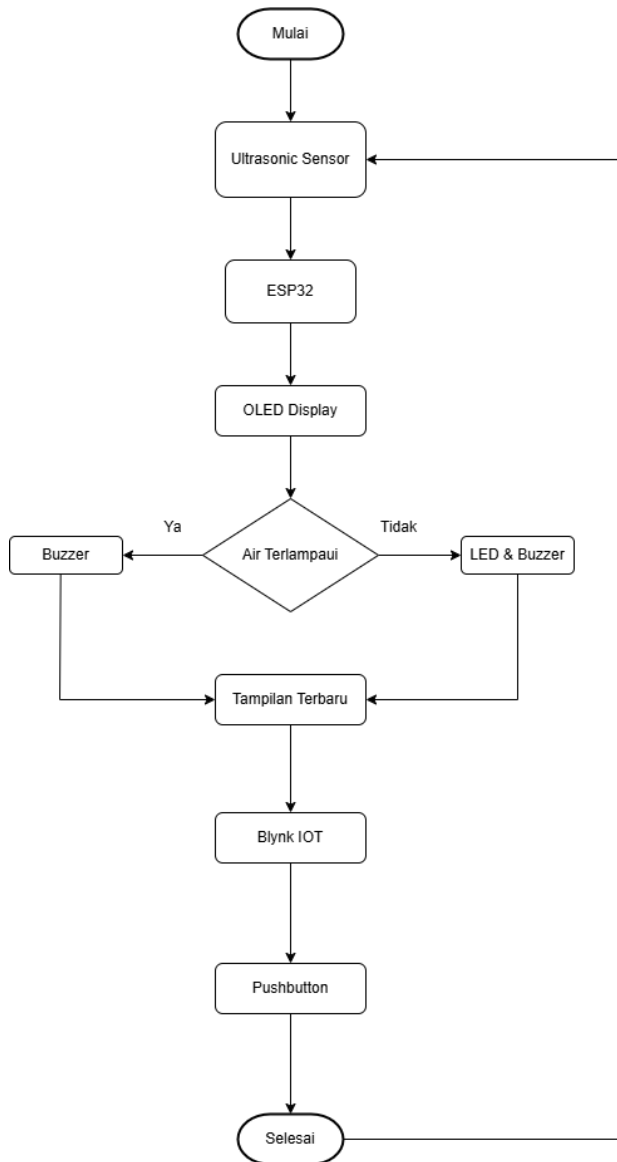 Mulai
Ultrasonic Sensor
ESP32
OLED Display
Ya
Air Terlampaui
Tidak
Buzzer
LED & Buzzer
Tampilan Terbaru
Blynk IOT
Pushbutton
Selesai